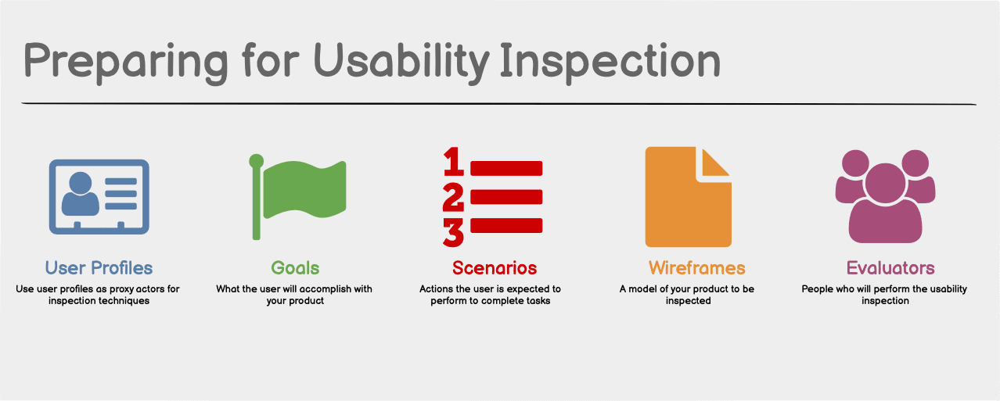 Preparing for Usability Inspection
1
2
3
User Profiles
Use user profiles as proxy actors for
inspection techniques
Goals
What the user will accomplish with
your product
Scenarios
Actions the user is expected to
perform to complete tasks
Wireframes
A model of your product to be
inspected
Evaluators
People who will perform the usability
inspection